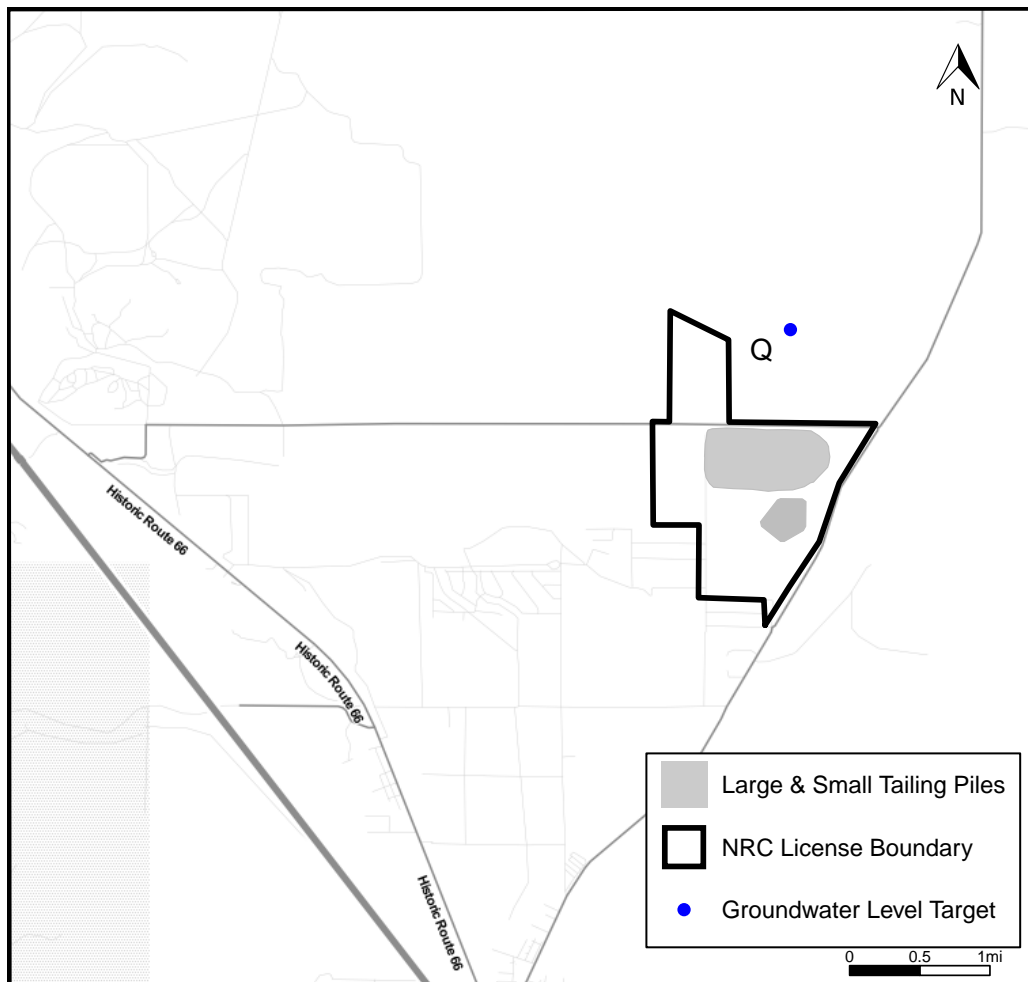 N
Q
Historic Route 66
Historic Route 66
Historic Route 66
Large & Small Tailing Piles
NRC License Boundary
Groundwater Level Target
0 0.5 1mi